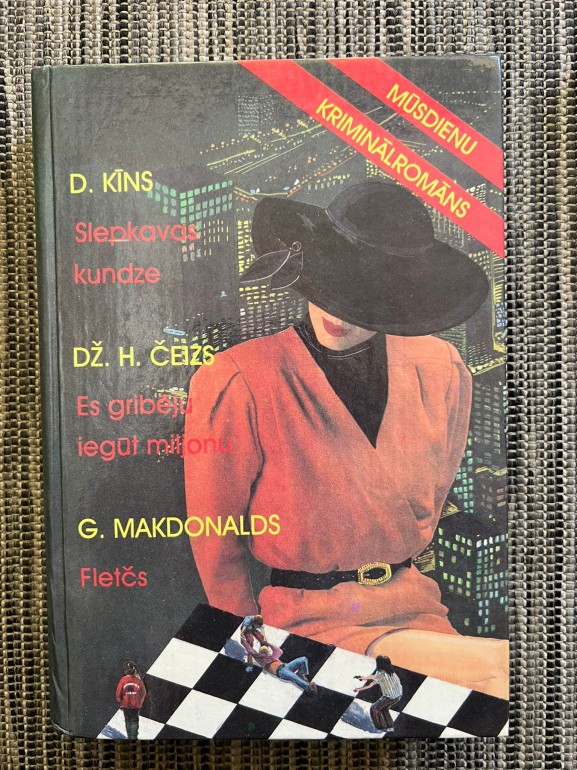 MŪSDIENU
KRIMINĀLROMĀNS
D. KĪNS
Slepkavas
kundze
DŽ. H. ČEIZS
Es gribēju
iegūt miljonu
G. MAKDONALDS
Fletčs